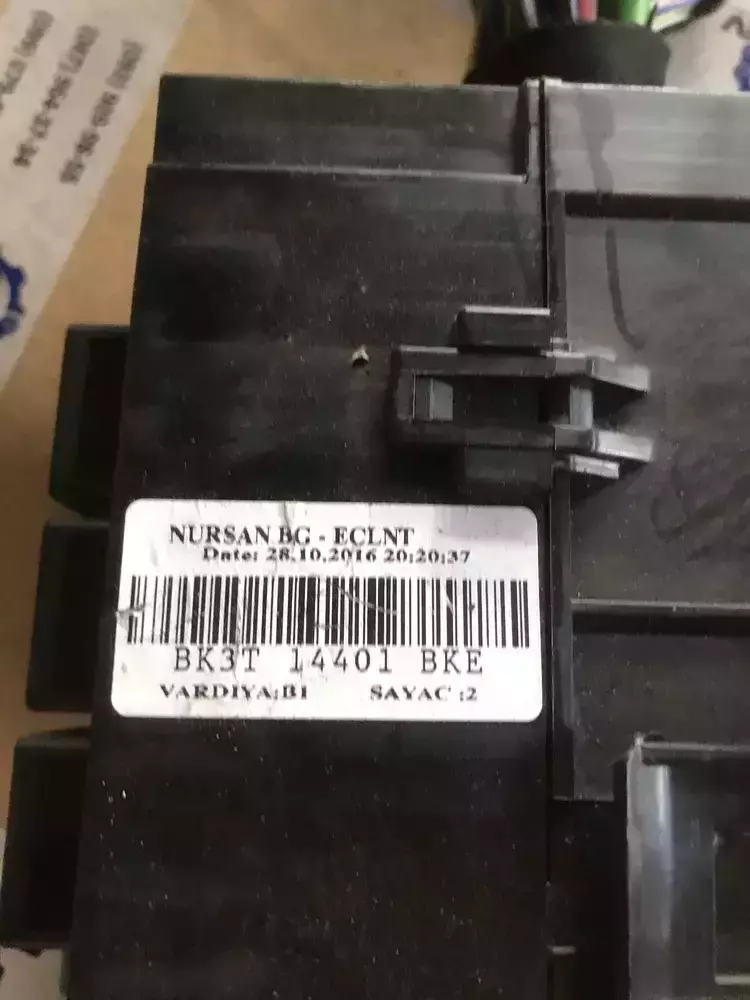 NURSAN BG - ECLNT
Date: 28.10.2016 20:20:37
BK3T 14401 BKE
VARDIYA:B1 SAYAC :2